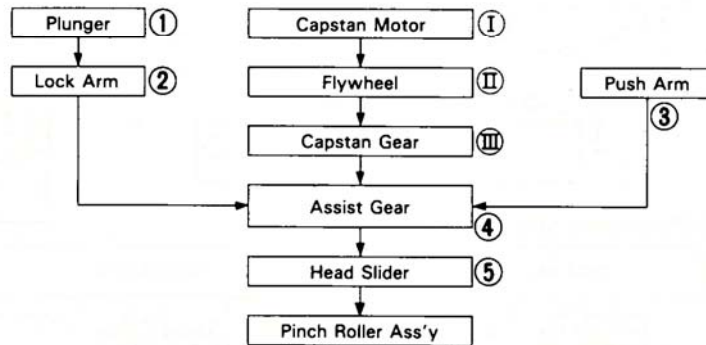 Plunger ①
Capstan Motor Ⅰ
Lock Arm ②
Flywheel Ⅱ
Push Arm
③
Capstan Gear Ⅲ
Assist Gear
④
Head Slider ⑤
Pinch Roller Ass'y